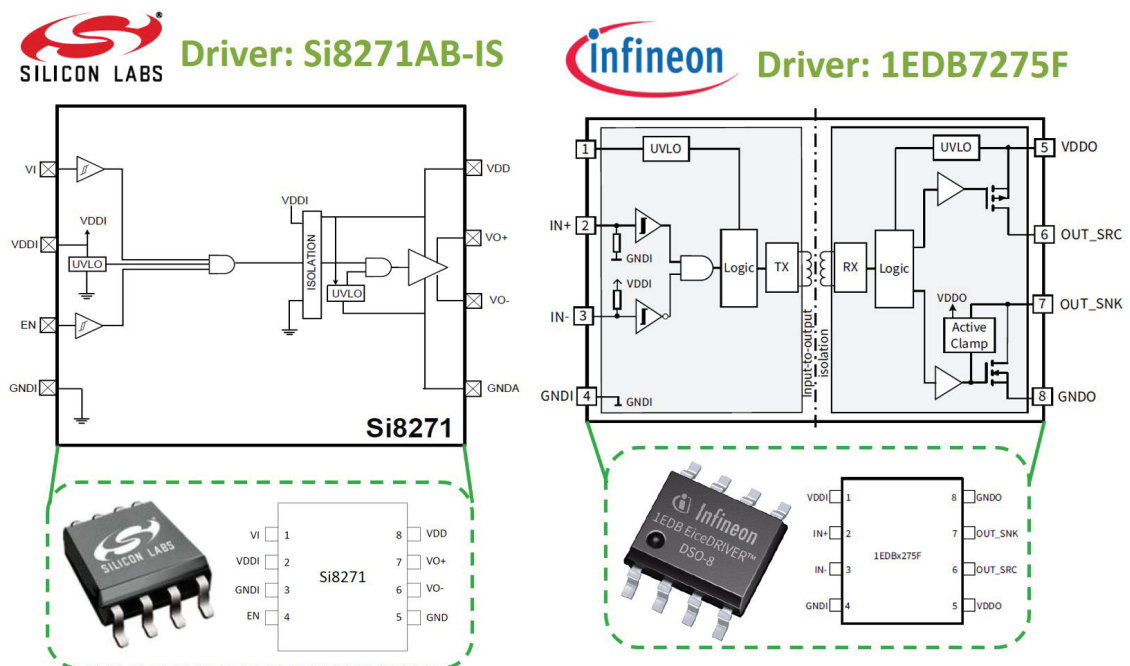 SILICON LABS
Driver: Si8271AB-IS
VI
VDDI
VDDI
UVLO
EN
GNDI
VDDI
ISOLATION
UVLO
VDD
VO+
VO-
GNDA
Si8271
SILICON LABS
VI 1
VDDI 2
GNDI 3
EN 4
Si8271
8 VDD
7 VO+
6 VO-
5 GND
infineon
Driver: 1EDB7275F
1
UVLO
IN+ 2
GNDI
VDDI
IN- 3
GNDI 4
GNDI
Logic
TX
Input-to-output
isolation
RX
Logic
UVLO
5 VDDO
6 OUT_SRC
VDDO
7 OUT_SNK
Active
Clamp
8 GNDO
Infineon
1EDB EiceDRIVER™
DSO-8
VDDI 1
IN+ 2
IN- 3
GNDI 4
1EDBx275F
8 GNDO
7 OUT_SNK
6 OUT_SRC
5 VDDO